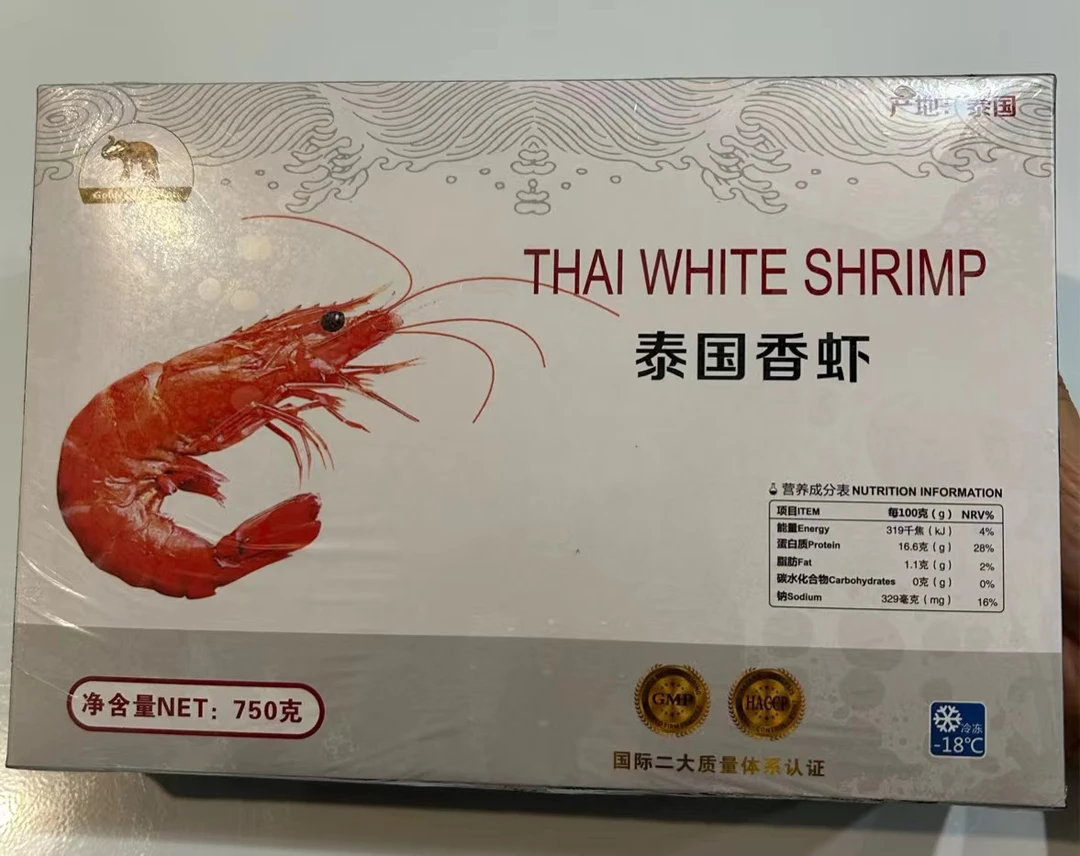 产地：泰国
THAI WHITE SHRIMP
泰国香虾
营养成分表 NUTRITION INFORMATION
项目ITEM 每100克（g） NRV%
能量Energy 319千焦（kJ） 4%
蛋白质Protein 16.6克（g） 28%
脂肪Fat 1.1克（g） 2%
碳水化合物Carbohydrates 0克（g） 0%
钠Sodium 329毫克（mg） 16%
净含量NET：750克
GMP
HACCP
国际二大质量体系认证
冷冻
-18℃